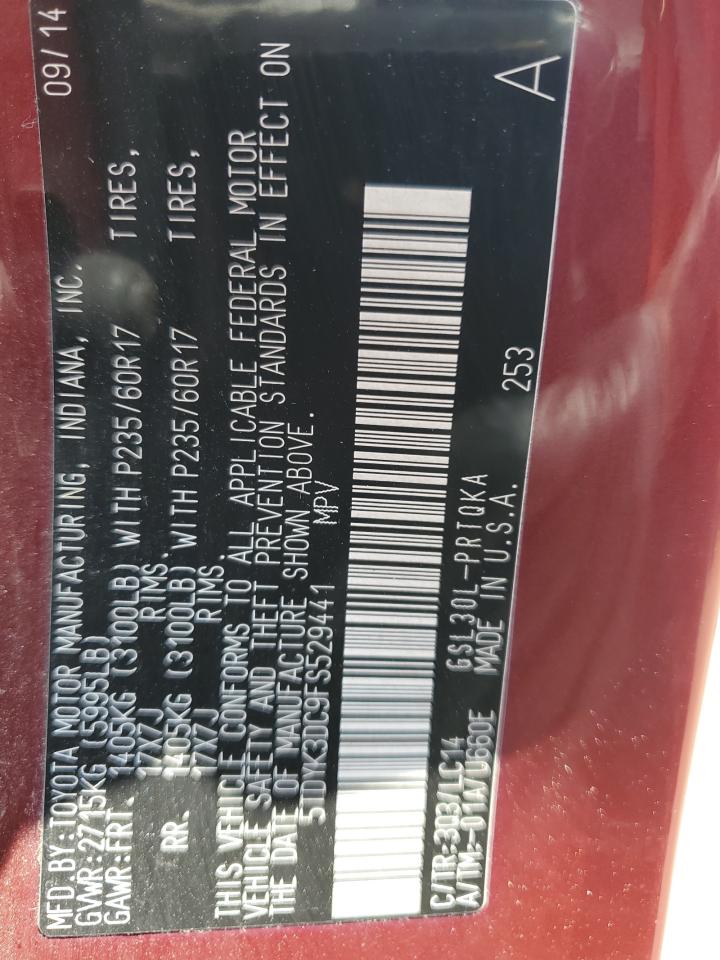 MFD.BY:TOYOTA MOTOR MANUFACTURING, INDIANA, INC. 09/14
GVWR:2715KG (5995LB)
GAWR:FRT. 1405KG (3100LB) WITH P235/60R17 TIRES,
17X7J RIMS.
RR. 1405KG (3100LB) WITH P235/60R17 TIRES,
17X7J RIMS.
THIS VEHICLE CONFORMS TO ALL APPLICABLE FEDERAL MOTOR
VEHICLE SAFETY AND THEFT PREVENTION STANDARDS IN EFFECT ON
THE DATE OF MANUFACTURE SHOWN ABOVE.
5TDYK3DC9FS529441 MPV
C/TR:3Q3/LC14 GSL30L-PRTQKA 253
A/TM:-01A/U660E MADE IN U.S.A. A